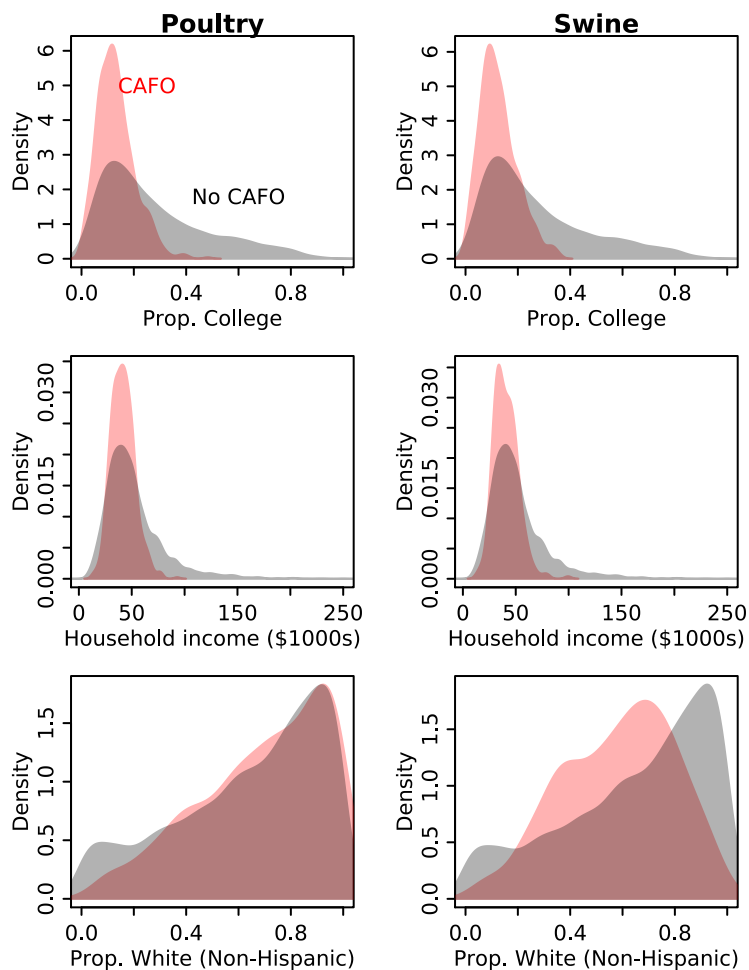 Poultry
Swine
Density
0 1 2 3 4 5 6
CAFO
No CAFO
0.0 0.4 0.8
Prop. College
Density
0 1 2 3 4 5 6
0.0 0.4 0.8
Prop. College
Density
0.000 0.015 0.030
0 50 150 250
Household income ($1000s)
Density
0.000 0.015 0.030
0 50 150 250
Household income ($1000s)
Density
0.0 0.5 1.0 1.5
0.0 0.4 0.8
Prop. White (Non-Hispanic)
Density
0.0 0.5 1.0 1.5
0.0 0.4 0.8
Prop. White (Non-Hispanic)